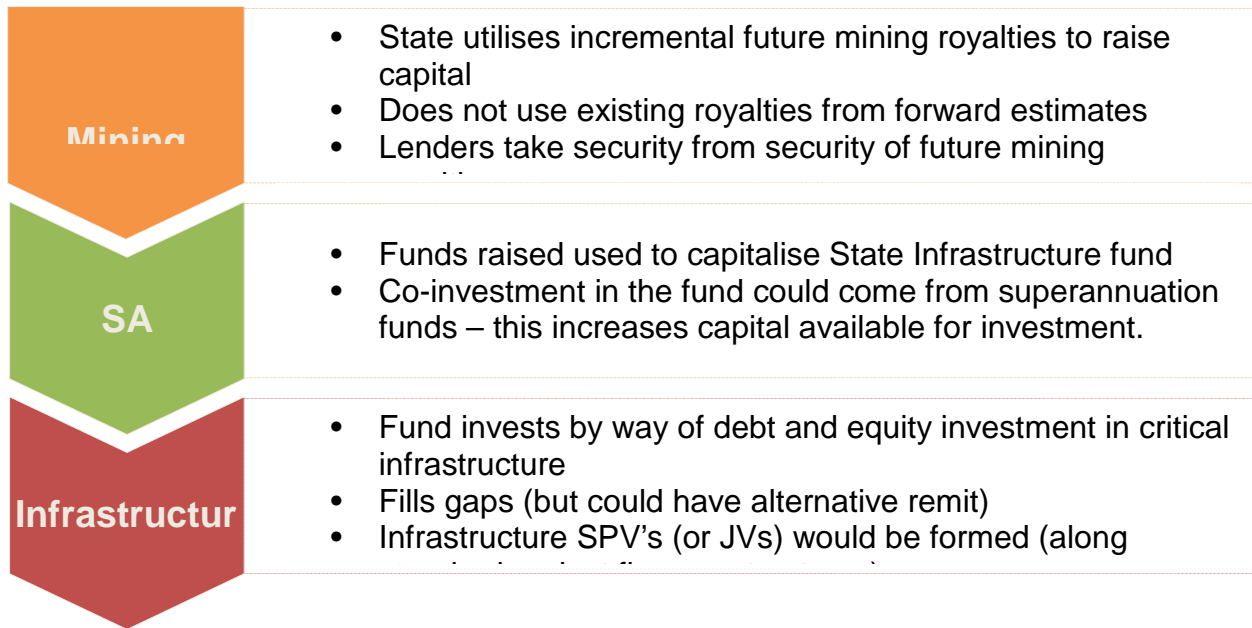 Mining
• State utilises incremental future mining royalties to raise
capital
• Does not use existing royalties from forward estimates
• Lenders take security from security of future mining
SA
• Funds raised used to capitalise State Infrastructure fund
• Co-investment in the fund could come from superannuation
funds – this increases capital available for investment.
Infrastructur
• Fund invests by way of debt and equity investment in critical
infrastructure
• Fills gaps (but could have alternative remit)
• Infrastructure SPV's (or JVs) would be formed (along